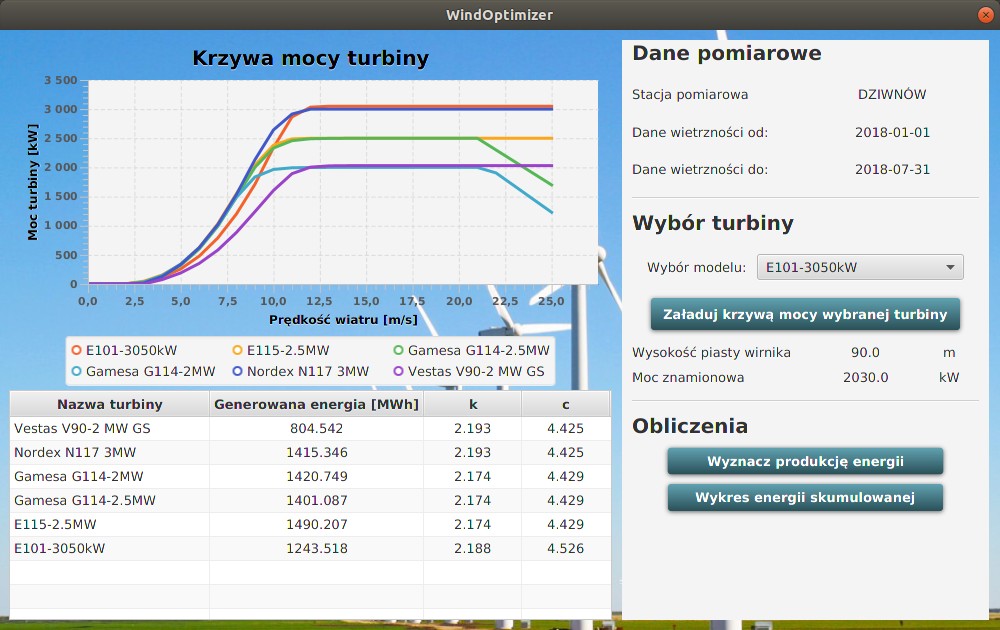 WindOptimizer
Krzywa mocy turbiny
3 500
3 000
2 500
2 000
1 500
1 000
500
0
Moc turbiny [kW]
0,0 2,5 5,0 7,5 10,0 12,5 15,0 17,5 20,0 22,5 25,0
Prędkość wiatru [m/s]
E101-3050kW E115-2.5MW Gamesa G114-2.5MW
Gamesa G114-2MW Nordex N117 3MW Vestas V90-2 MW GS
Nazwa turbiny Generowana energia [MWh] k c
Vestas V90-2 MW GS 804.542 2.193 4.425
Nordex N117 3MW 1415.346 2.193 4.425
Gamesa G114-2MW 1420.749 2.174 4.429
Gamesa G114-2.5MW 1401.087 2.174 4.429
E115-2.5MW 1490.207 2.174 4.429
E101-3050kW 1243.518 2.188 4.526
Dane pomiarowe
Stacja pomiarowa DZIWNÓW
Dane wietrzności od: 2018-01-01
Dane wietrzności do: 2018-07-31
Wybór turbiny
Wybór modelu: E101-3050kW
Załaduj krzywą mocy wybranej turbiny
Wysokość piasty wirnika 90.0 m
Moc znamionowa 2030.0 kW
Obliczenia
Wyznacz produkcję energii
Wykres energii skumulowanej